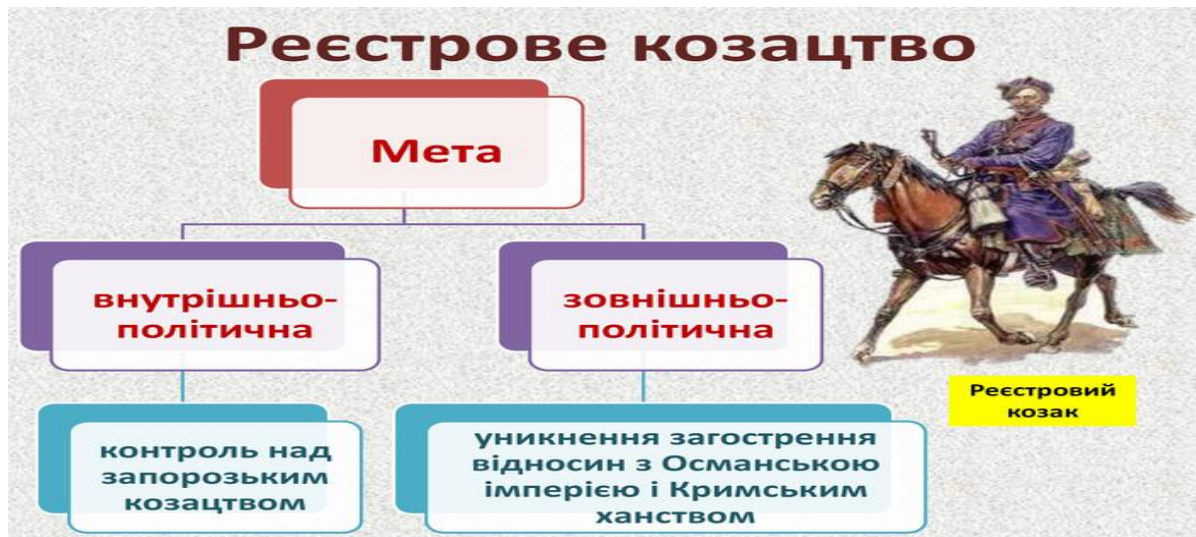 Реєстрове козацтво
Мета
внутрішньо-
політична
зовнішньо-
політична
контроль над
запорозьким
козацтвом
уникнення загострення
відносин з Османською
імперією і Кримським
ханством
Реєстровий
козак